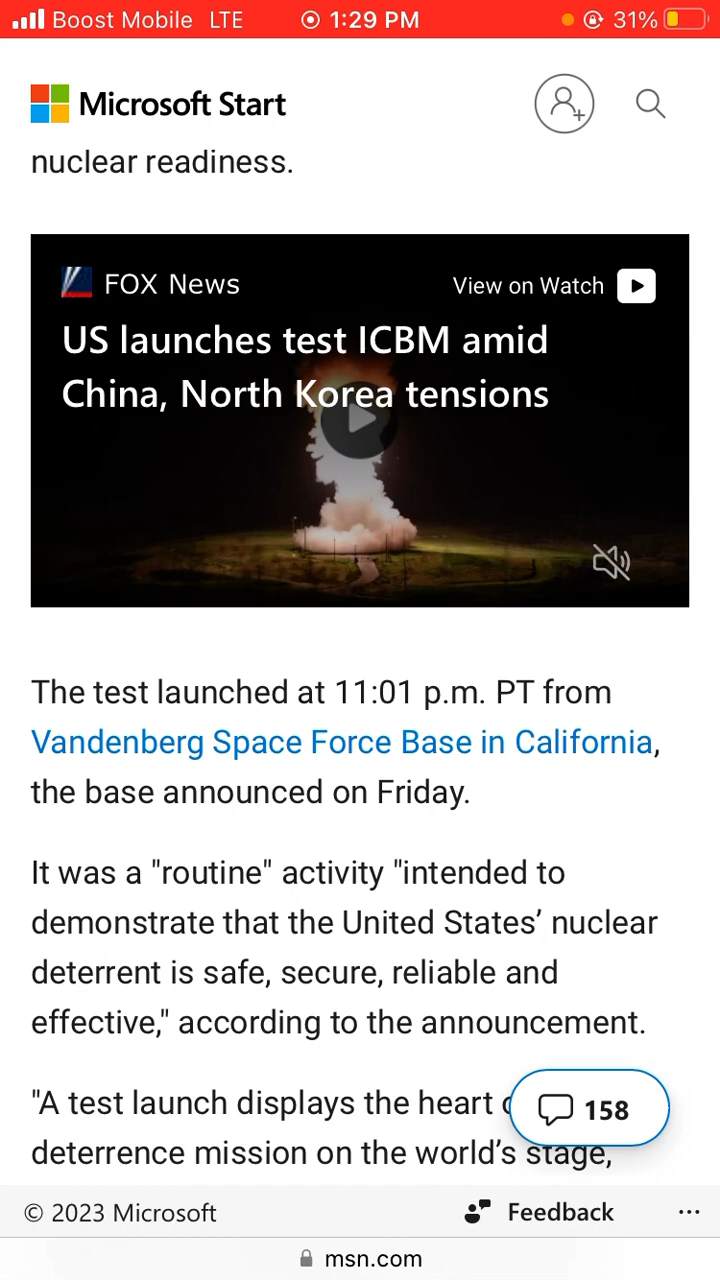 Boost Mobile LTE 1:29 PM 31%
Microsoft Start
nuclear readiness.
FOX News View on Watch
US launches test ICBM amid
China, North Korea tensions
The test launched at 11:01 p.m. PT from
Vandenberg Space Force Base in California,
the base announced on Friday.
It was a "routine" activity "intended to
demonstrate that the United States’ nuclear
deterrent is safe, secure, reliable and
effective," according to the announcement.
"A test launch displays the heart
158
deterrence mission on the world’s stage,
© 2023 Microsoft Feedback ...
msn.com